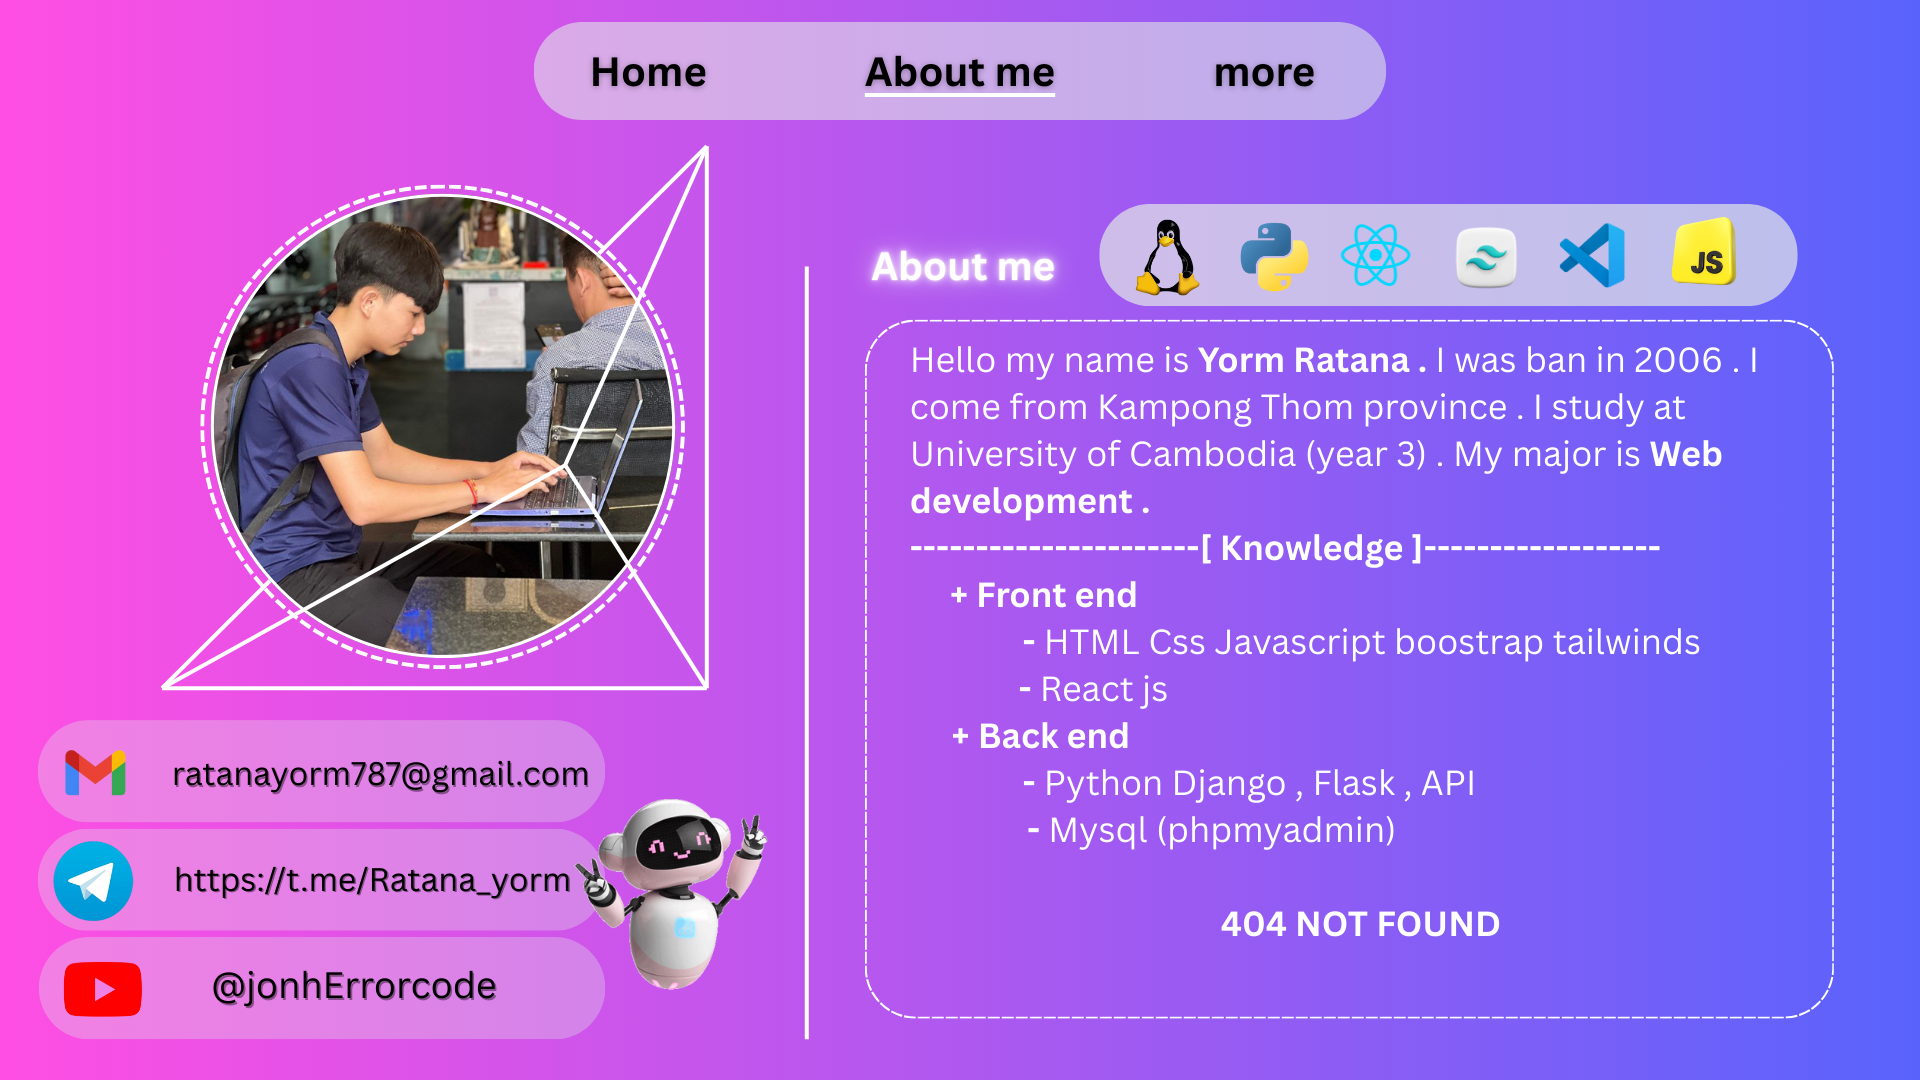 Home About me more
About me
JS
Hello my name is Yorm Ratana . I was ban in 2006 . I
come from Kampong Thom province . I study at
University of Cambodia (year 3) . My major is Web
development .
----------------------[ Knowledge ]------------------
+ Front end
- HTML Css Javascript boostrap tailwinds
- React js
+ Back end
- Python Django , Flask , API
- Mysql (phpmyadmin)
404 NOT FOUND
ratanayorm787@gmail.com
https://t.me/Ratana_yorm
@jonhErrorcode